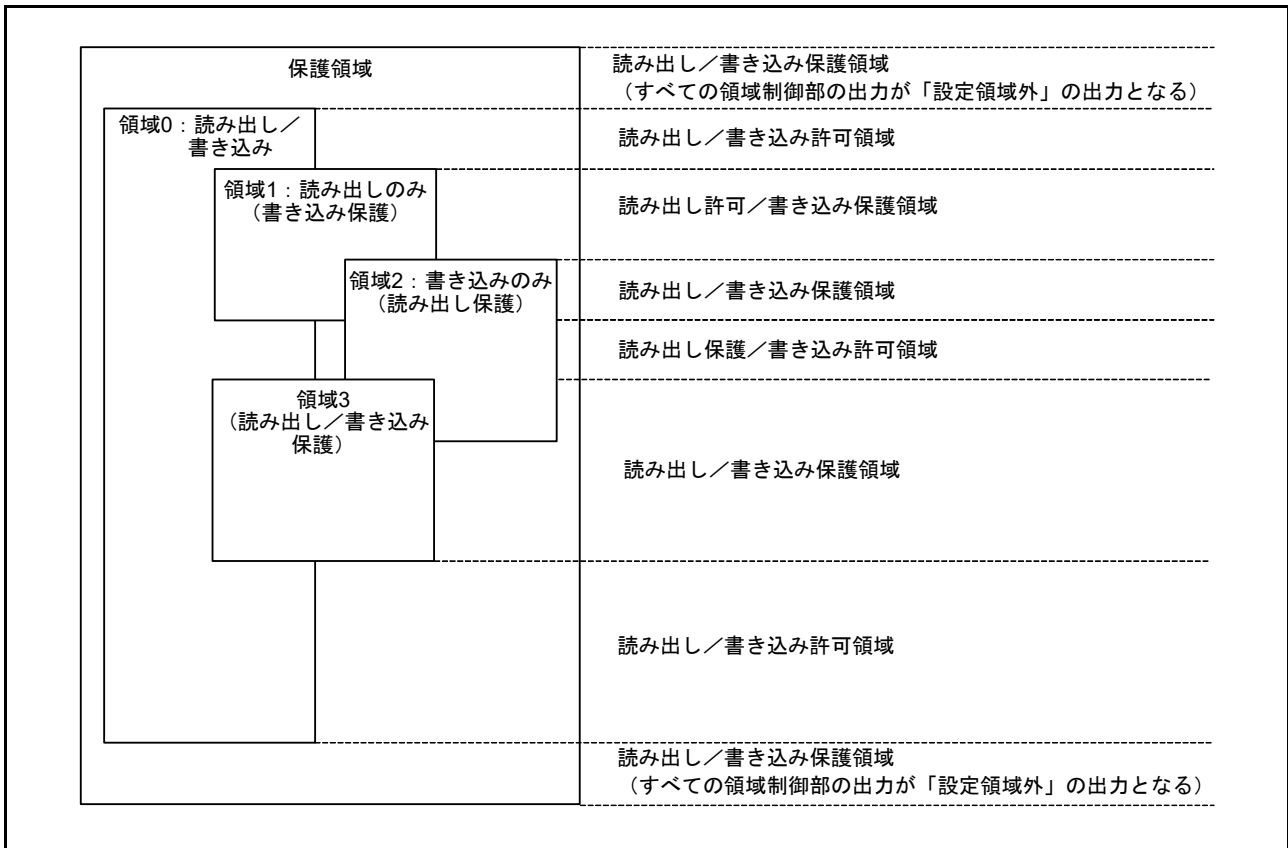 保護領域
読み出し／書き込み保護領域
（すべての領域制御部の出力が「設定領域外」の出力となる）
領域0：読み出し／
書き込み
読み出し／書き込み許可領域
領域1：読み出しのみ
（書き込み保護）
読み出し許可／書き込み保護領域
領域2：書き込みのみ
（読み出し保護）
読み出し／書き込み保護領域
読み出し保護／書き込み許可領域
領域3
（読み出し／書き込み
保護）
読み出し／書き込み保護領域
読み出し／書き込み許可領域
読み出し／書き込み保護領域
（すべての領域制御部の出力が「設定領域外」の出力となる）